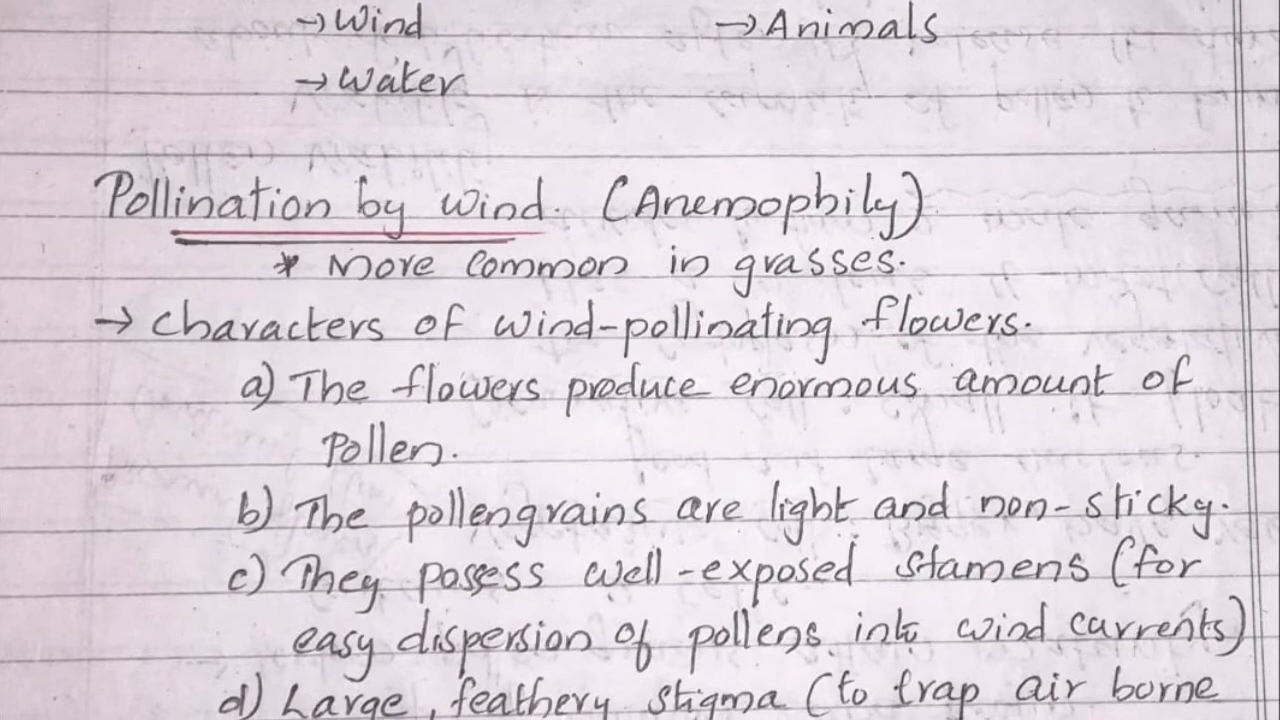 → Wind → Animals
→ Water
Pollination by wind. (Anemophily)
* More common in grasses.
→ characters of wind-pollinating flowers.
a) The flowers produce enormous amount of
Pollen.
b) The pollengrains are light and non-sticky.
c) They possess well-exposed stamens (for
easy dispersion of pollens into wind currents)
d) Large, feathery stigma (to trap air borne